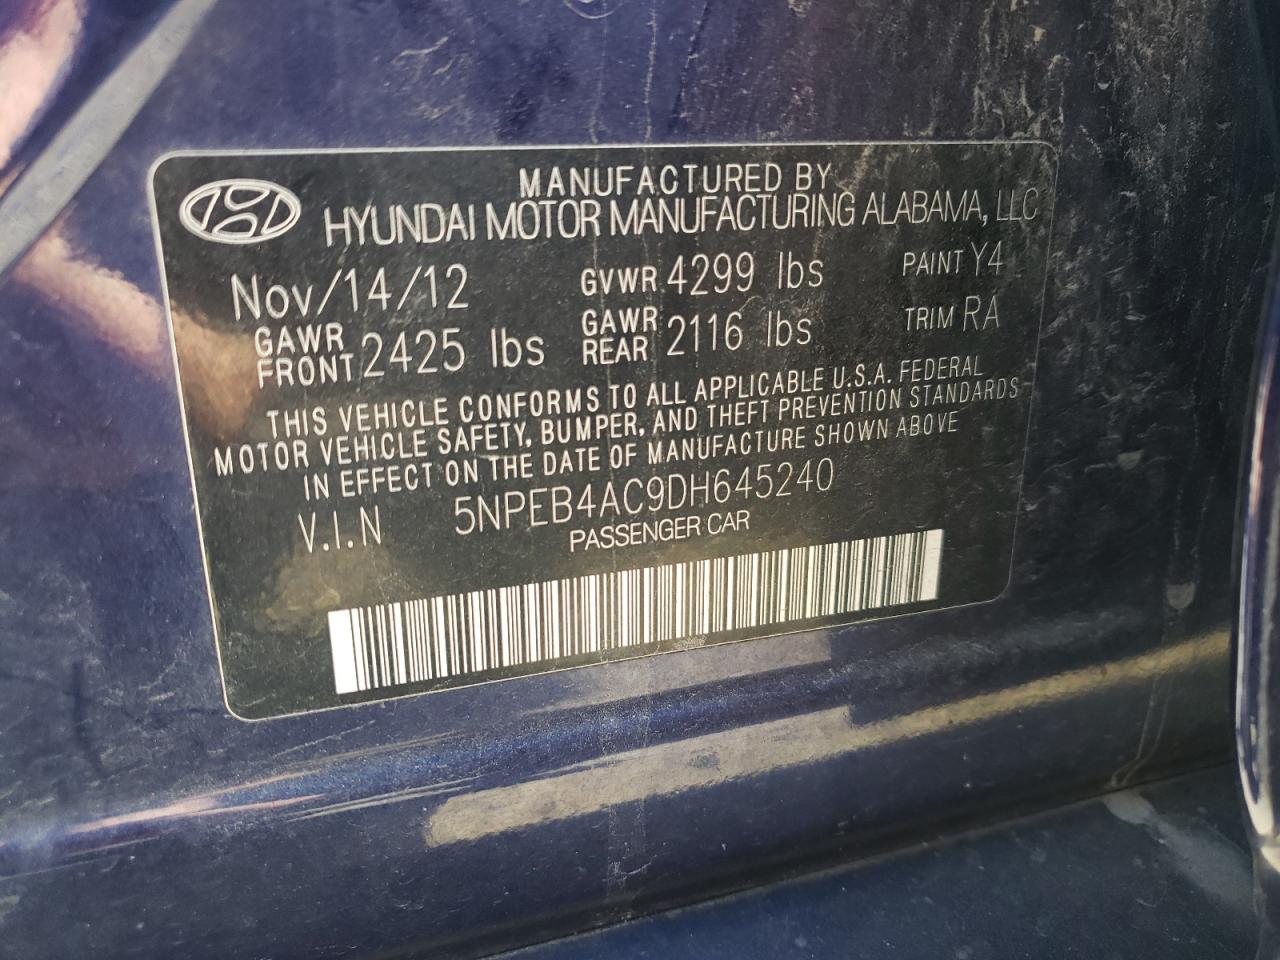 MANUFACTURED BY
HYUNDAI MOTOR MANUFACTURING ALABAMA, LLC
Nov/14/12 GVWR 4299 lbs PAINT Y4
GAWR FRONT 2425 lbs GAWR REAR 2116 lbs TRIM RA
THIS VEHICLE CONFORMS TO ALL APPLICABLE U.S.A. FEDERAL
MOTOR VEHICLE SAFETY, BUMPER, AND THEFT PREVENTION STANDARDS
IN EFFECT ON THE DATE OF MANUFACTURE SHOWN ABOVE
V.I.N 5NPEB4AC9DH645240
PASSENGER CAR